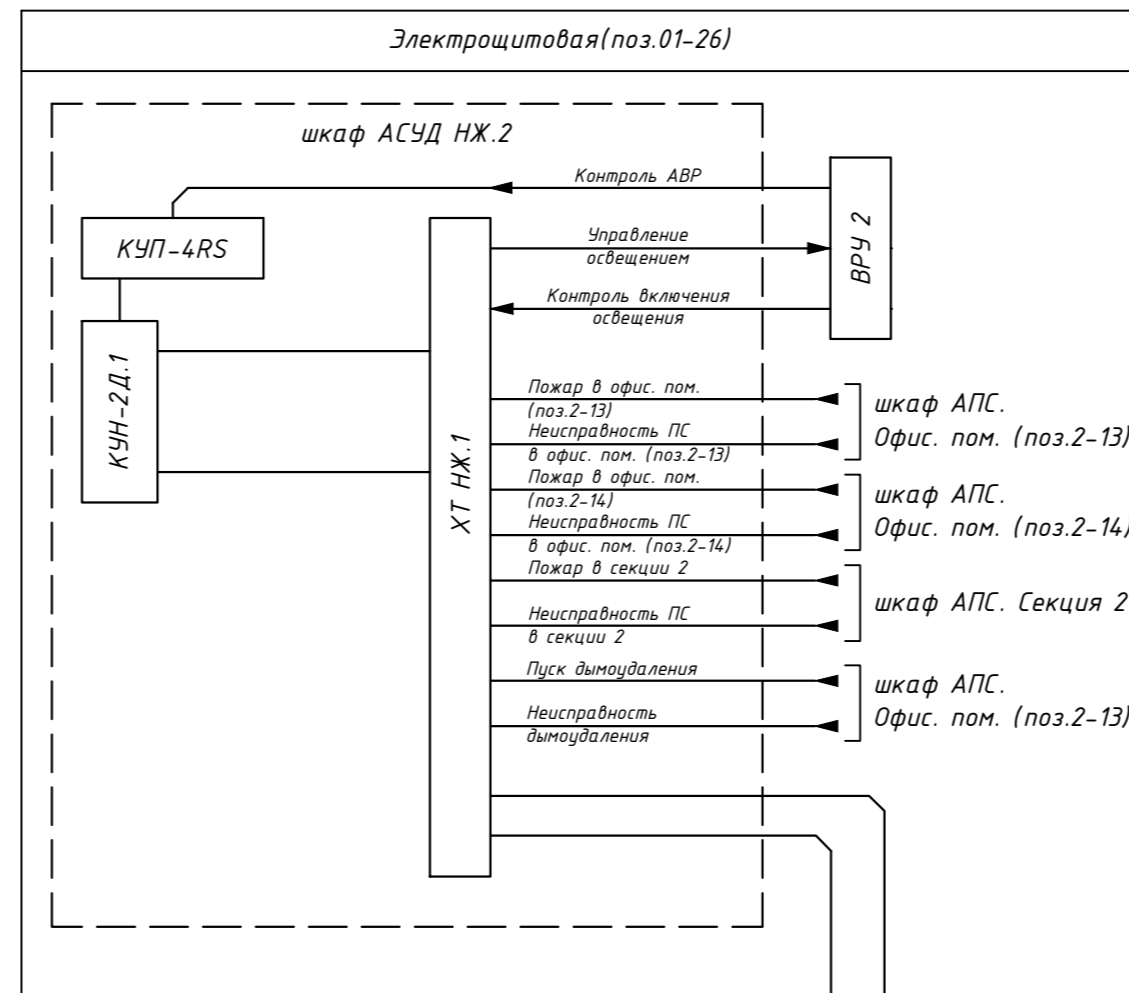 Электрощитовая(поз.01-26)
шкаф АСУД НЖ.2
Контроль АВР
КУП-4RS
Управление
освещением
ВРУ 2
Контроль включения
освещения
КУН-2Д.1
ХТ НЖ.1
Пожар в офис. пом.
(поз.2-13)
Неисправность ПС
в офис. пом. (поз.2-13)
шкаф АПС.
Офис. пом. (поз.2-13)
Пожар в офис. пом.
(поз.2-14)
Неисправность ПС
в офис. пом. (поз.2-14)
шкаф АПС.
Офис. пом. (поз.2-14)
Пожар в секции 2
Неисправность ПС
в секции 2
шкаф АПС. Секция 2
Пуск дымоудаления
Неисправность
дымоудаления
шкаф АПС.
Офис. пом. (поз.2-13)